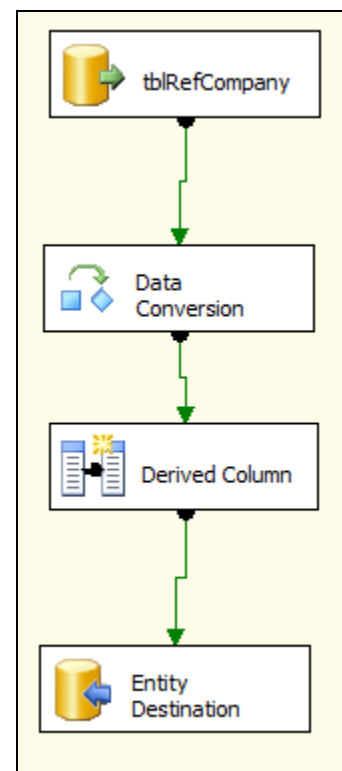 tblRefCompany
Data
Conversion
Derived Column
Entity
Destination